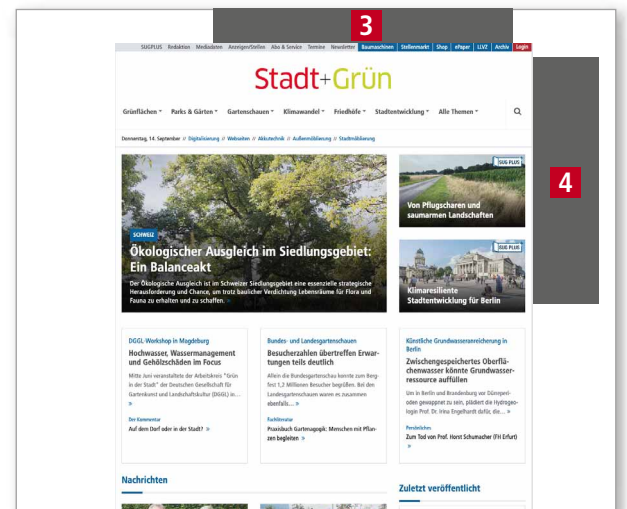 3
SUGPLUS Redaktion Mediadaten Anzeigen/Stellen Abo & Service Termine Newsletter Baumaschinen Stellenmarkt Shop ePaper LLVZ Archiv Login
Stadt+Grün
Grünflächen Parks & Gärten Gartenschauen Klimawandel Friedhöfe Stadtentwicklung Alle Themen
Donnerstag, 14. September // Digitalisierung // Webseiten // Akkutechnik // Außenmöblierung // Stadtmöblierung
SCHWEIZ
Ökologischer Ausgleich im Siedlungsgebiet:
Ein Balanceakt
Der Ökologische Ausgleich ist im Schweizer Siedlungsgebiet eine essenzielle strategische
Herausforderung und Chance, um trotz baulicher Verdichtung Lebensräume für Flora und
Fauna zu erhalten und zu schaffen. »
SUG PLUS
Von Pflugscharen und
saumarmen Landschaften
4
SUG PLUS
Klimaresiliente
Stadtentwicklung für Berlin
DGGL-Workshop in Magdeburg
Hochwasser, Wassermanagement
und Gehölzschäden im Focus
Mitte Juni veranstaltete der Arbeitskreis "Grün
in der Stadt" der Deutschen Gesellschaft für
Gartenkunst und Landschaftskultur (DGGL) in…
»
Der Kommentar
Auf dem Dorf oder in der Stadt? »
Bundes- und Landesgartenschauen
Besucherzahlen übertreffen Erwar-
tungen teils deutlich
Allein die Bundesgartenschau konnte zum Berg-
fest 1,2 Millionen Besucher begrüßen. Bei den
Landesgartenschauen waren es zusammen
ebenfalls… »
Fachliteratur
Praxisbuch Gartenagogik: Menschen mit Pflan-
zen begleiten »
Künstliche Grundwasseranreicherung in
Berlin
Zwischengespeichertes Oberflä-
chenwasser könnte Grundwasser-
ressource auffüllen
Um in Berlin und Brandenburg vor Dürreperi-
oden gewappnet zu sein, plädiert die Hydrogeo-
login Prof. Dr. Irina Engelhardt dafür, die… »
Persönliches
Zum Tod von Prof. Horst Schumacher (FH Erfurt)
»
Nachrichten
Zuletzt veröffentlicht